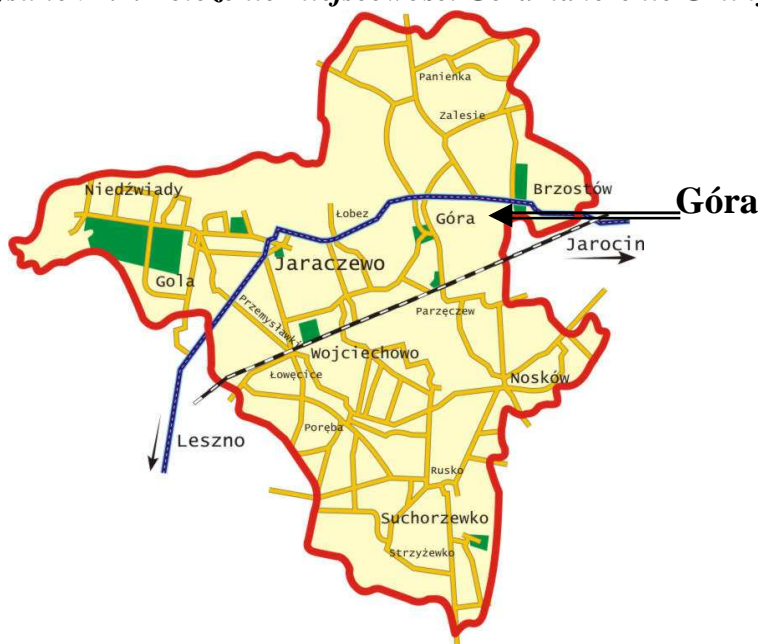 Panienka
Zalesie
Niedźwiady
Brzostów
Góra
Łobez
Góra
Jarocin
Jaraczewo
Gola
Przemysławki
Parzęczew
Wojciechowo
Łowęcice
Nosków
Poręba
Leszno
Rusko
Suchorzewko
Strzyżewko